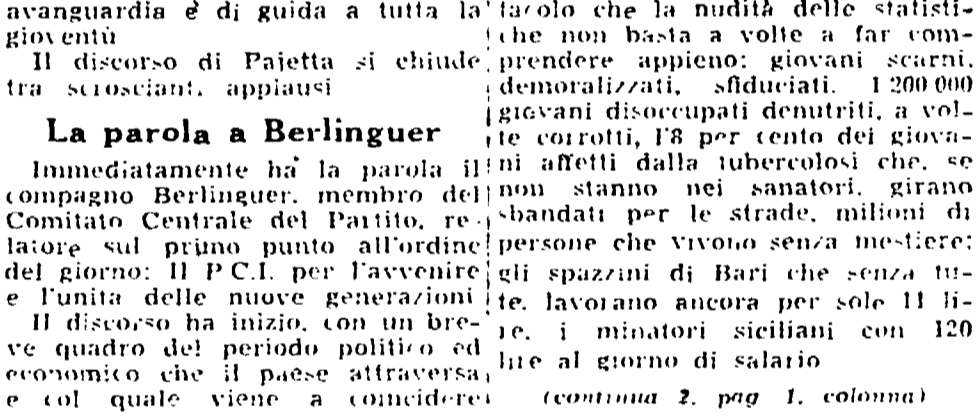 avanguardia e di guida a tutta la
gioventù
Il discorso di Pajetta si chiude
tra scroscianti applausi
La parola a Berlinguer
Immediatamente ha la parola il
compagno Berlinguer, membro del
Comitato Centrale del Partito, re-
latore sul primo punto all'ordine
del giorno: Il P.C.I. per l'avvenire
e l'unita delle nuove generazioni
Il discorso ha inizio, con un bre-
ve quadro del periodo politico ed
economico che il paese attraversa
e col quale viene a coincidere
tacolo che la nudità delle statisti-
che non basta a volte a far com-
prendere appieno: giovani scarni,
demoralizzati, sfiduciati. 1 200 000
giovani disoccupati denutriti, a vol-
te corrotti, l'8 per cento dei giova-
ni affetti dalla tubercolosi che, se
non stanno nei sanatori, girano
sbandati per le strade, milioni di
persone che vivono senza mestiere;
gli spazzini di Bari che senza tu-
te, lavorano ancora per sole 11 li-
re, i minatori siciliani con 120
lire al giorno di salario
(continua 2. pag 1. colonna)